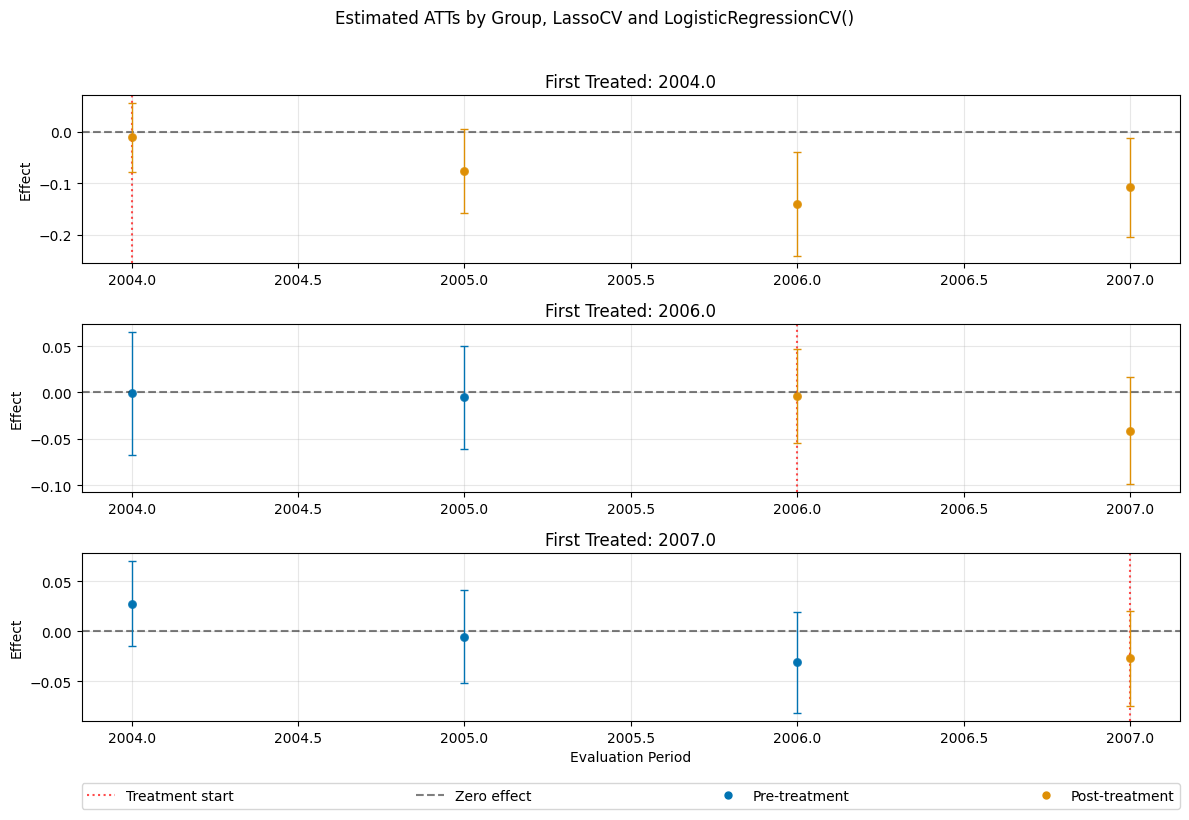 Estimated ATTs by Group, LassoCV and LogisticRegressionCV()
First Treated: 2004.0
Effect
0.0
−0.1
−0.2
2004.0 2004.5 2005.0 2005.5 2006.0 2006.5 2007.0
First Treated: 2006.0
Effect
0.05
0.00
−0.05
−0.10
2004.0 2004.5 2005.0 2005.5 2006.0 2006.5 2007.0
First Treated: 2007.0
Effect
0.05
0.00
−0.05
2004.0 2004.5 2005.0 2005.5 2006.0 2006.5 2007.0
Evaluation Period
Treatment start Zero effect Pre-treatment Post-treatment